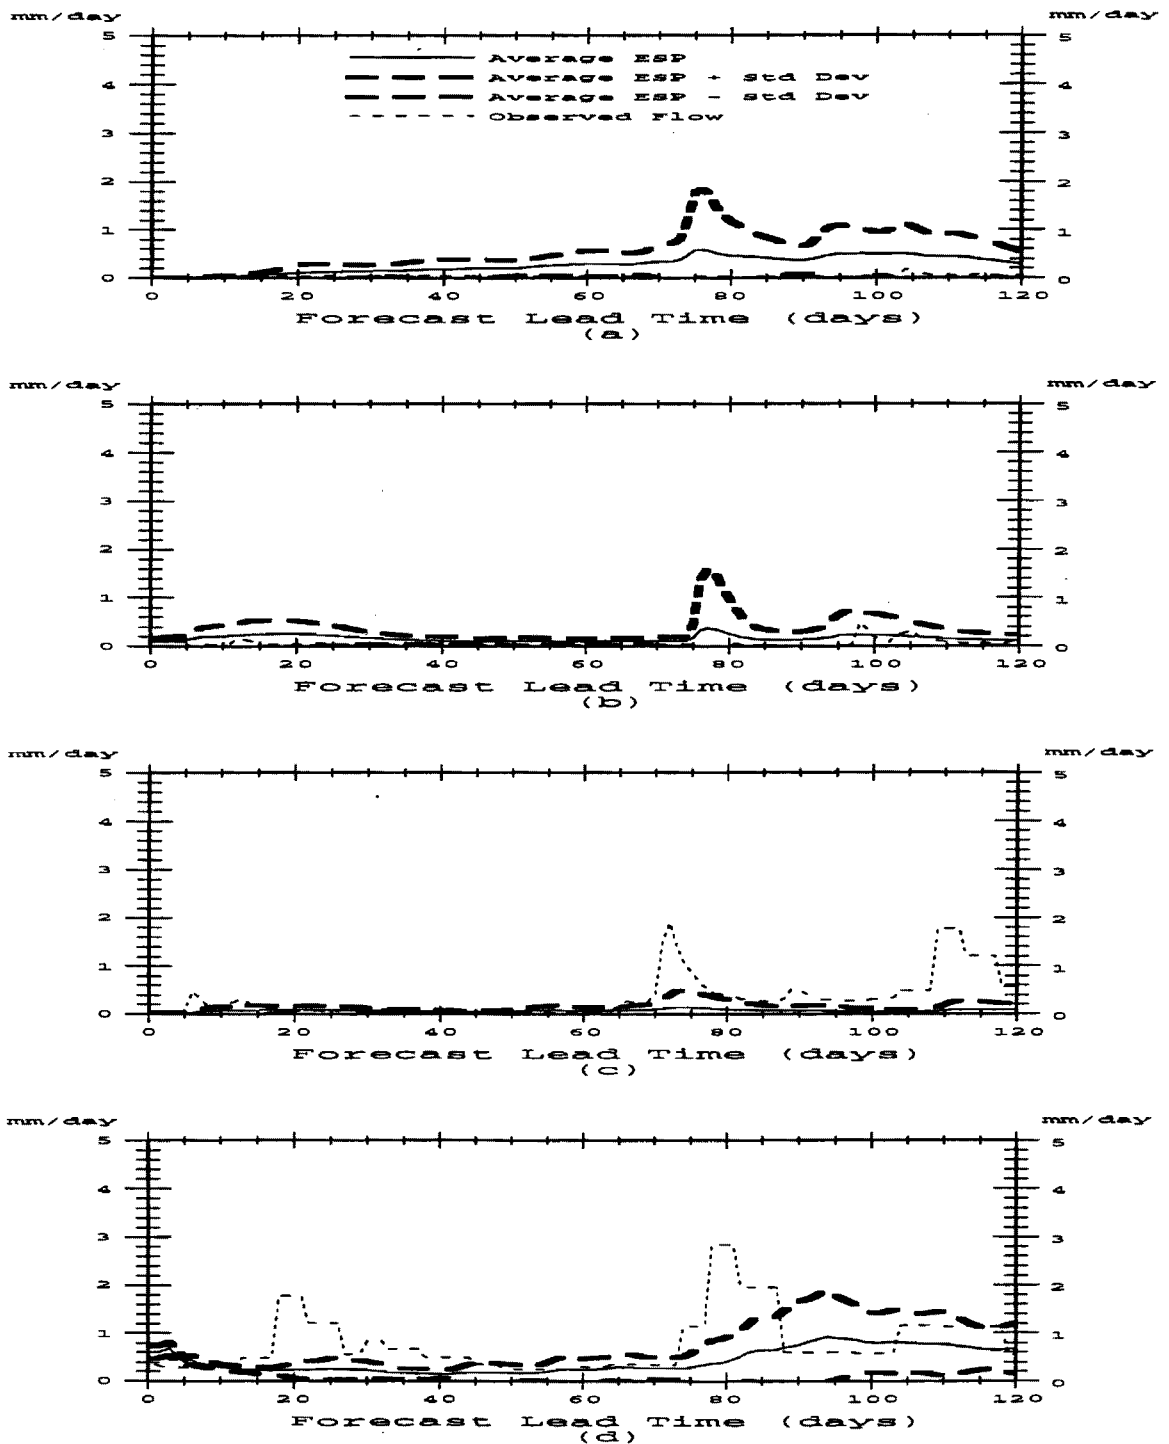 mm/day mm/day
5 5
Average ESP
Average ESP + Std Dev
4 4
Average ESP - Std Dev
Observed Flow
3 3
2 2
1 1
0 0
0 20 40 60 80 100 120
Forecast Lead Time (days)
(a)
mm/day mm/day
5 5
4 4
3 3
2 2
1 1
0 0
0 20 40 60 80 100 120
Forecast Lead Time (days)
(b)
mm/day mm/day
5 5
4 4
3 3
2 2
1 1
0 0
0 20 40 60 80 100 120
Forecast Lead Time (days)
(c)
mm/day mm/day
5 5
4 4
3 3
2 2
1 1
0 0
0 20 40 60 80 100 120
Forecast Lead Time (days)
(d)